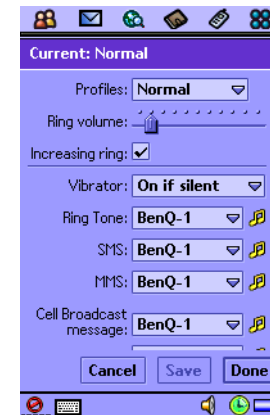 Current: Normal
Profiles: Normal
Ring volume:
Increasing ring:
Vibrator: On if silent
Ring Tone: BenQ-1
SMS: BenQ-1
MMS: BenQ-1
Cell Broadcast
message: BenQ-1
Cancel Save Done